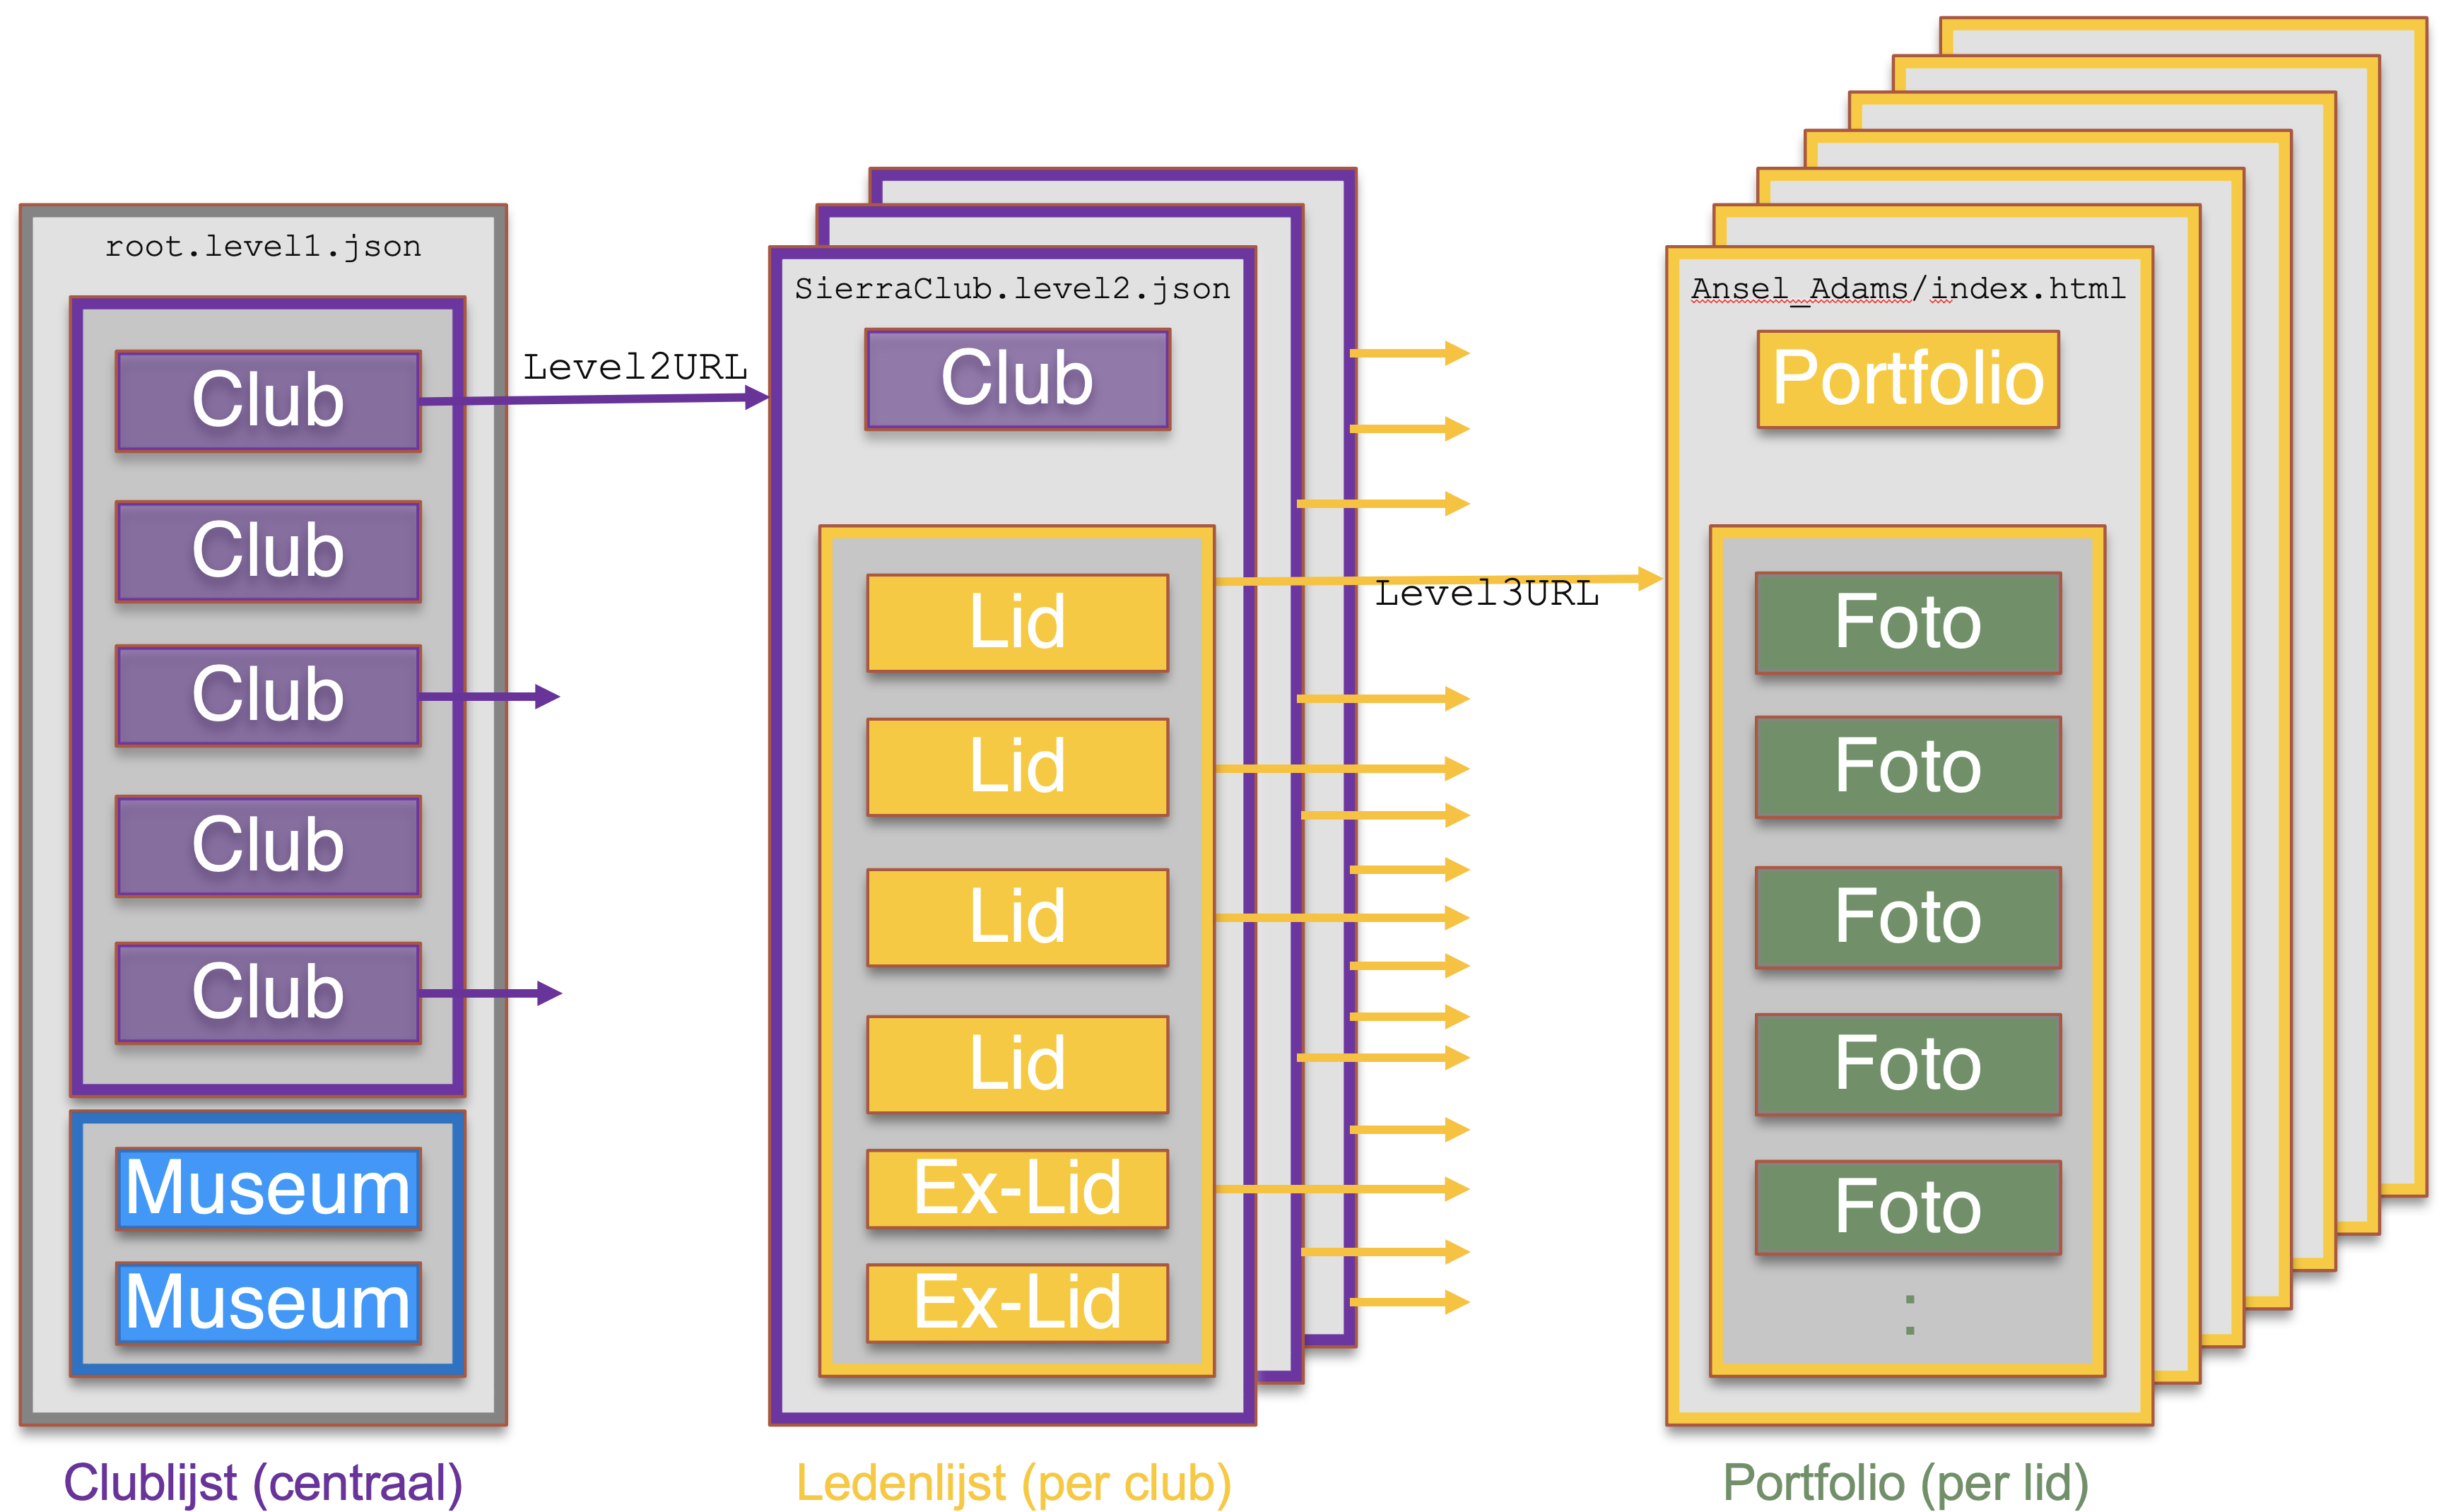 root.level1.json
Club
Club
Club
Club
Club
Museum
Museum
Clublijst (centraal)
Level2URL
SierraClub.level2.json
Club
Lid
Lid
Lid
Lid
Ex-Lid
Ex-Lid
Ledenlijst (per club)
Level3URL
Ansel_Adams/index.html
Portfolio
Foto
Foto
Foto
Foto
Foto
:
Portfolio (per lid)